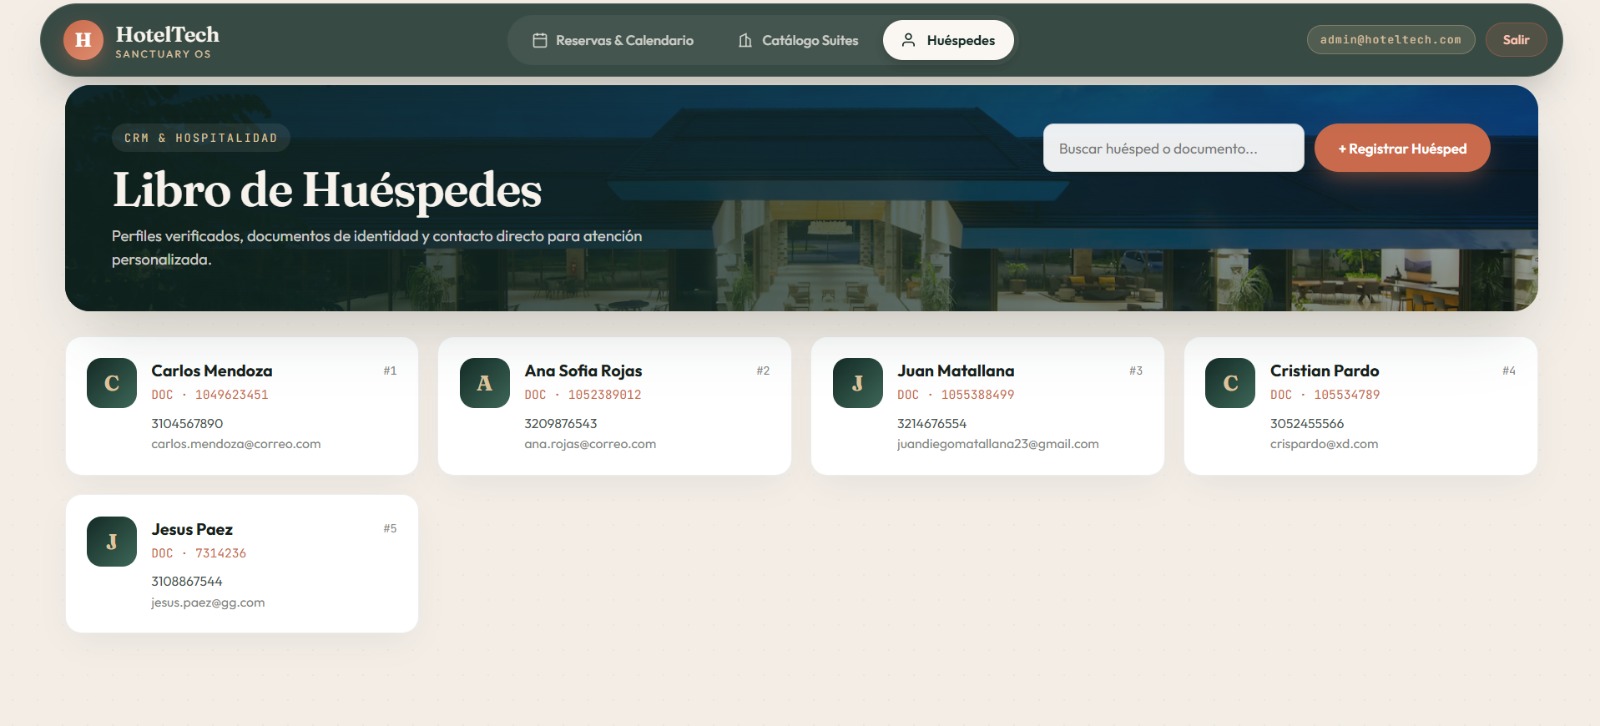 H
HotelTech
SANCTUARY OS
Reservas & Calendario
Catálogo Suites
Huéspedes
admin@hoteltech.com
Salir
CRM & HOSPITALIDAD
Libro de Huéspedes
Perfiles verificados, documentos de identidad y contacto directo para atención
personalizada.
Buscar huésped o documento...
+ Registrar Huésped
C
Carlos Mendoza
#1
DOC · 1049623451
3104567890
carlos.mendoza@correo.com
A
Ana Sofia Rojas
#2
DOC · 1052389012
3209876543
ana.rojas@correo.com
J
Juan Matallana
#3
DOC · 1055388499
3214676554
juandiegomatallana23@gmail.com
C
Cristian Pardo
#4
DOC · 105534789
3052455566
crispardo@xd.com
J
Jesus Paez
#5
DOC · 7314236
3108867544
jesus.paez@gg.com